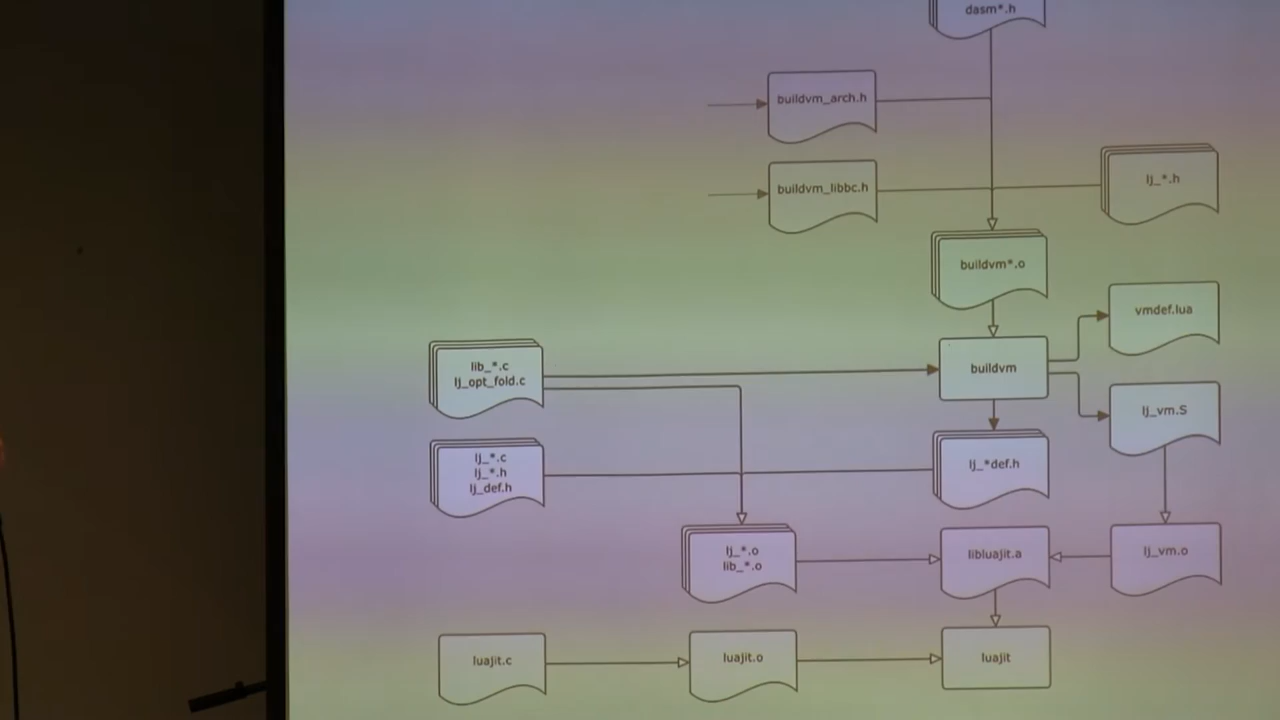 dasm*.h
buildvm_arch.h
buildvm_libbc.h
lj_*.h
buildvm*.o
vmdef.lua
lib_*.c
lj_opt_fold.c
buildvm
lj_vm.S
lj_*.c
lj_*.h
lj_def.h
lj_*def.h
lj_*.o
lib_*.o
libluajit.a
lj_vm.o
luajit.c
luajit.o
luajit